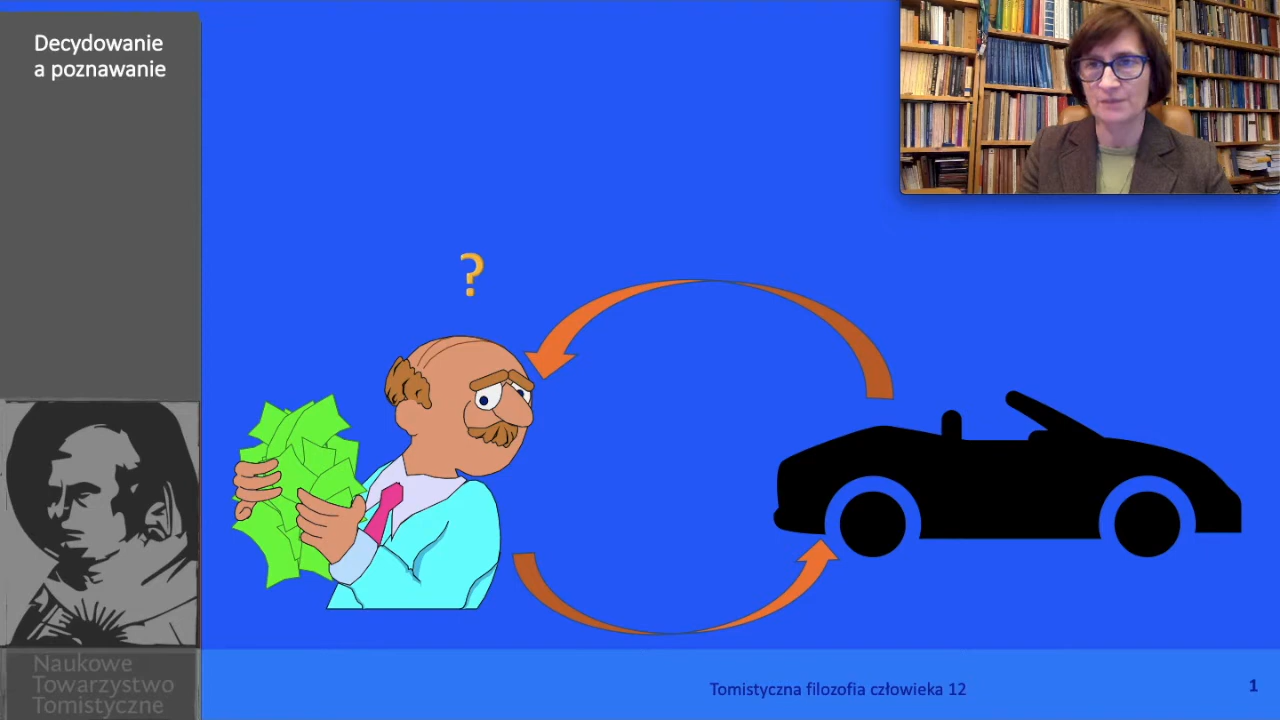 Decydowanie
a poznawanie
?
Naukowe
Towarzystwo
Tomistyczne
Tomistyczna filozofia człowieka 12
1